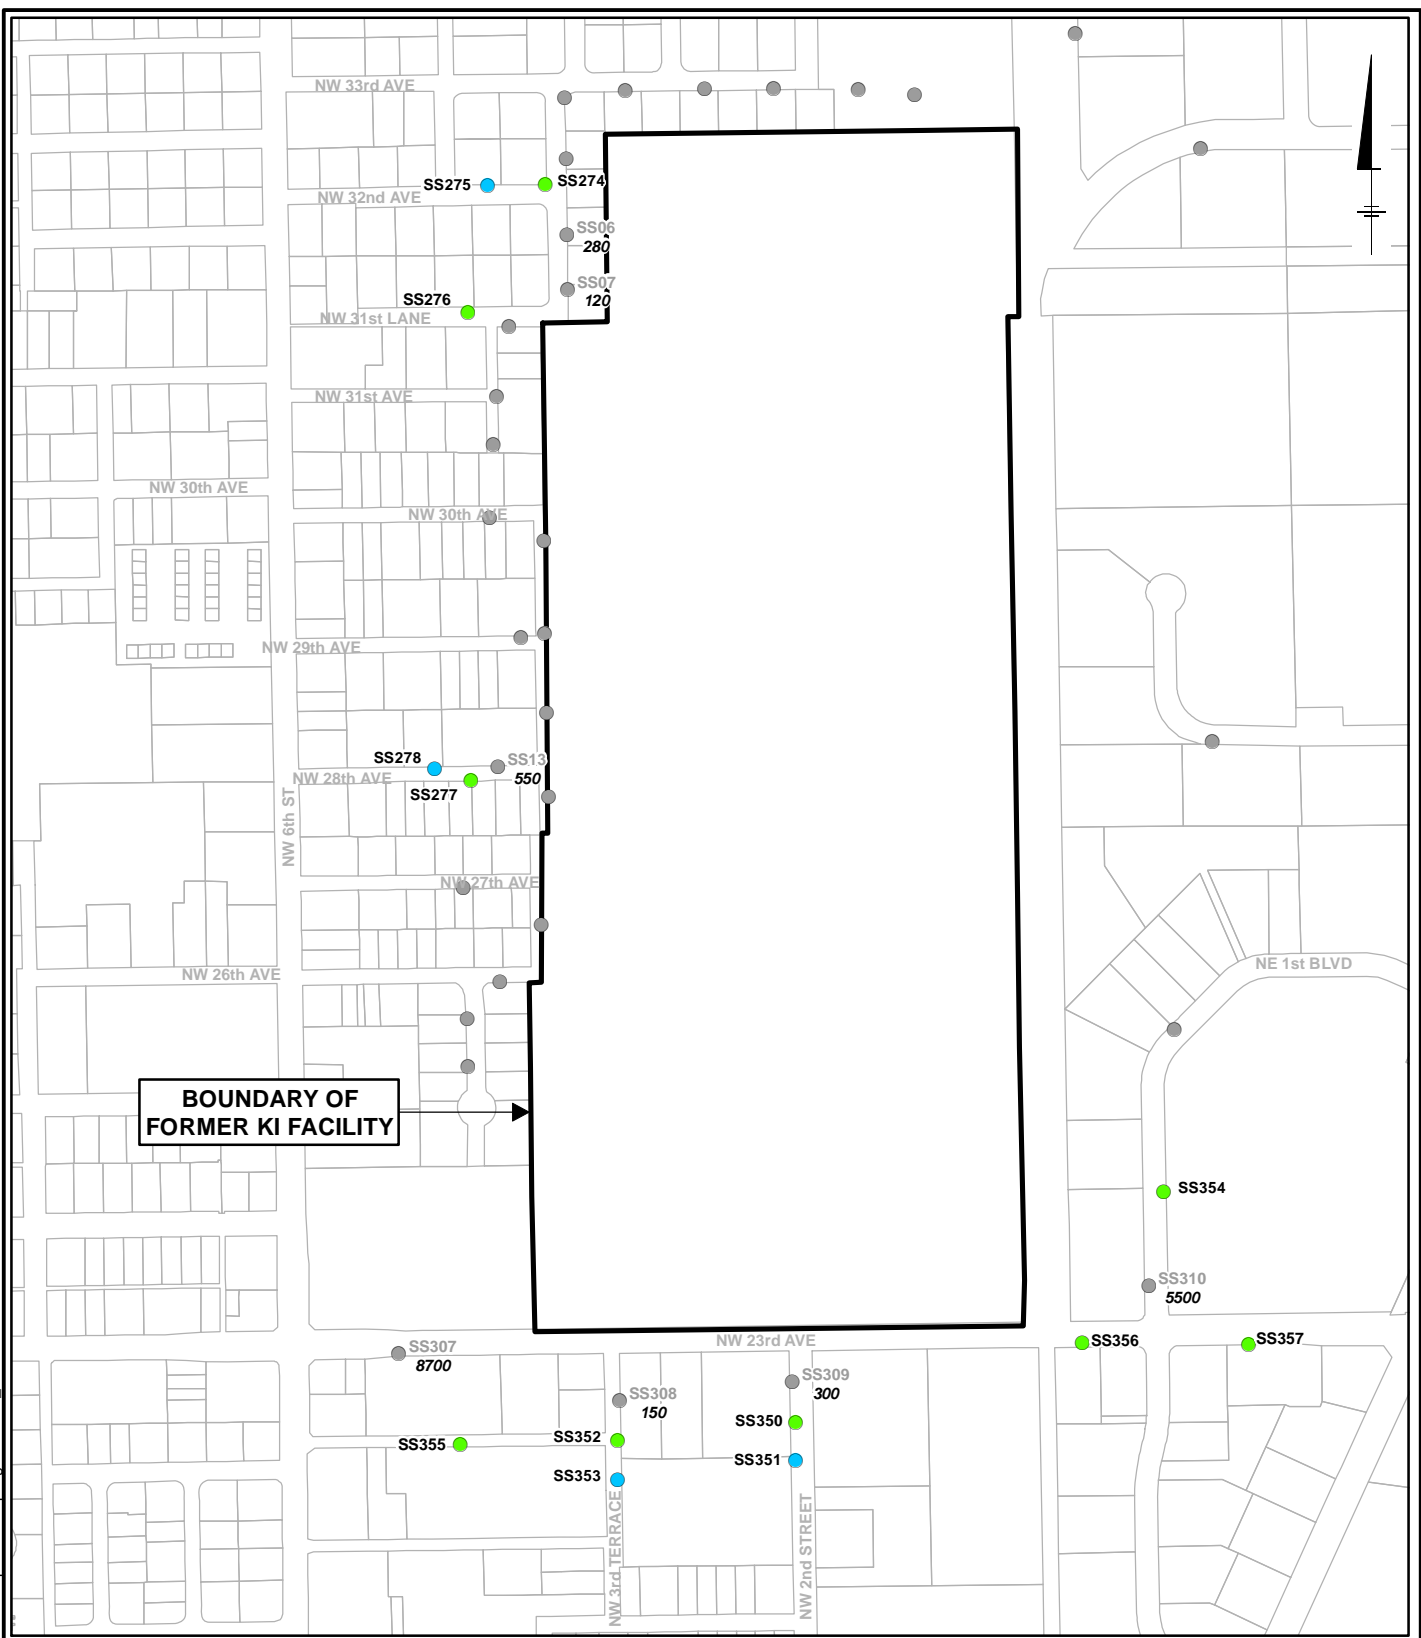 NW 33rd AVE
SS275
SS274
NW 32nd AVE
SS06
280
SS07
120
SS276
NW 31st LANE
NW 31st AVE
NW 30th AVE
NW 30th AVE
NW 29th AVE
SS278
SS13
550
NW 28th AVE
SS277
NW 6th ST
NW 27th AVE
NW 26th AVE
NE 1st BLVD
BOUNDARY OF
FORMER KI FACILITY
SS354
SS310
5500
NW 23rd AVE
SS356
SS357
SS307
8700
SS309
300
SS308
150
SS350
SS352
SS355
SS351
SS353
NW 3rd TERRACE
NW 2nd STREET